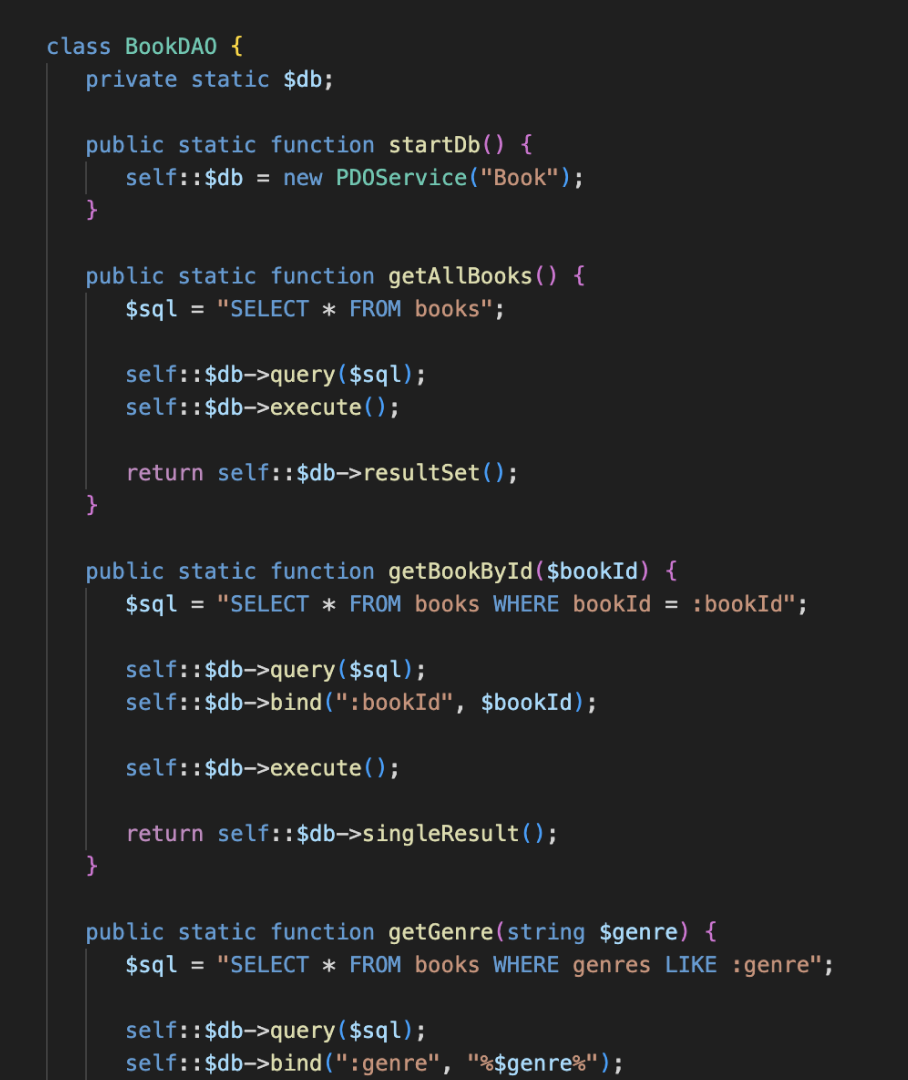 class BookDAO {
private static $db;
public static function startDb() {
self::$db = new PDOService("Book");
}
public static function getAllBooks() {
$sql = "SELECT * FROM books";
self::$db->query($sql);
self::$db->execute();
return self::$db->resultSet();
}
public static function getBookById($bookId) {
$sql = "SELECT * FROM books WHERE bookId = :bookId";
self::$db->query($sql);
self::$db->bind(":bookId", $bookId);
self::$db->execute();
return self::$db->singleResult();
}
public static function getGenre(string $genre) {
$sql = "SELECT * FROM books WHERE genres LIKE :genre";
self::$db->query($sql);
self::$db->bind(":genre", "%$genre%");